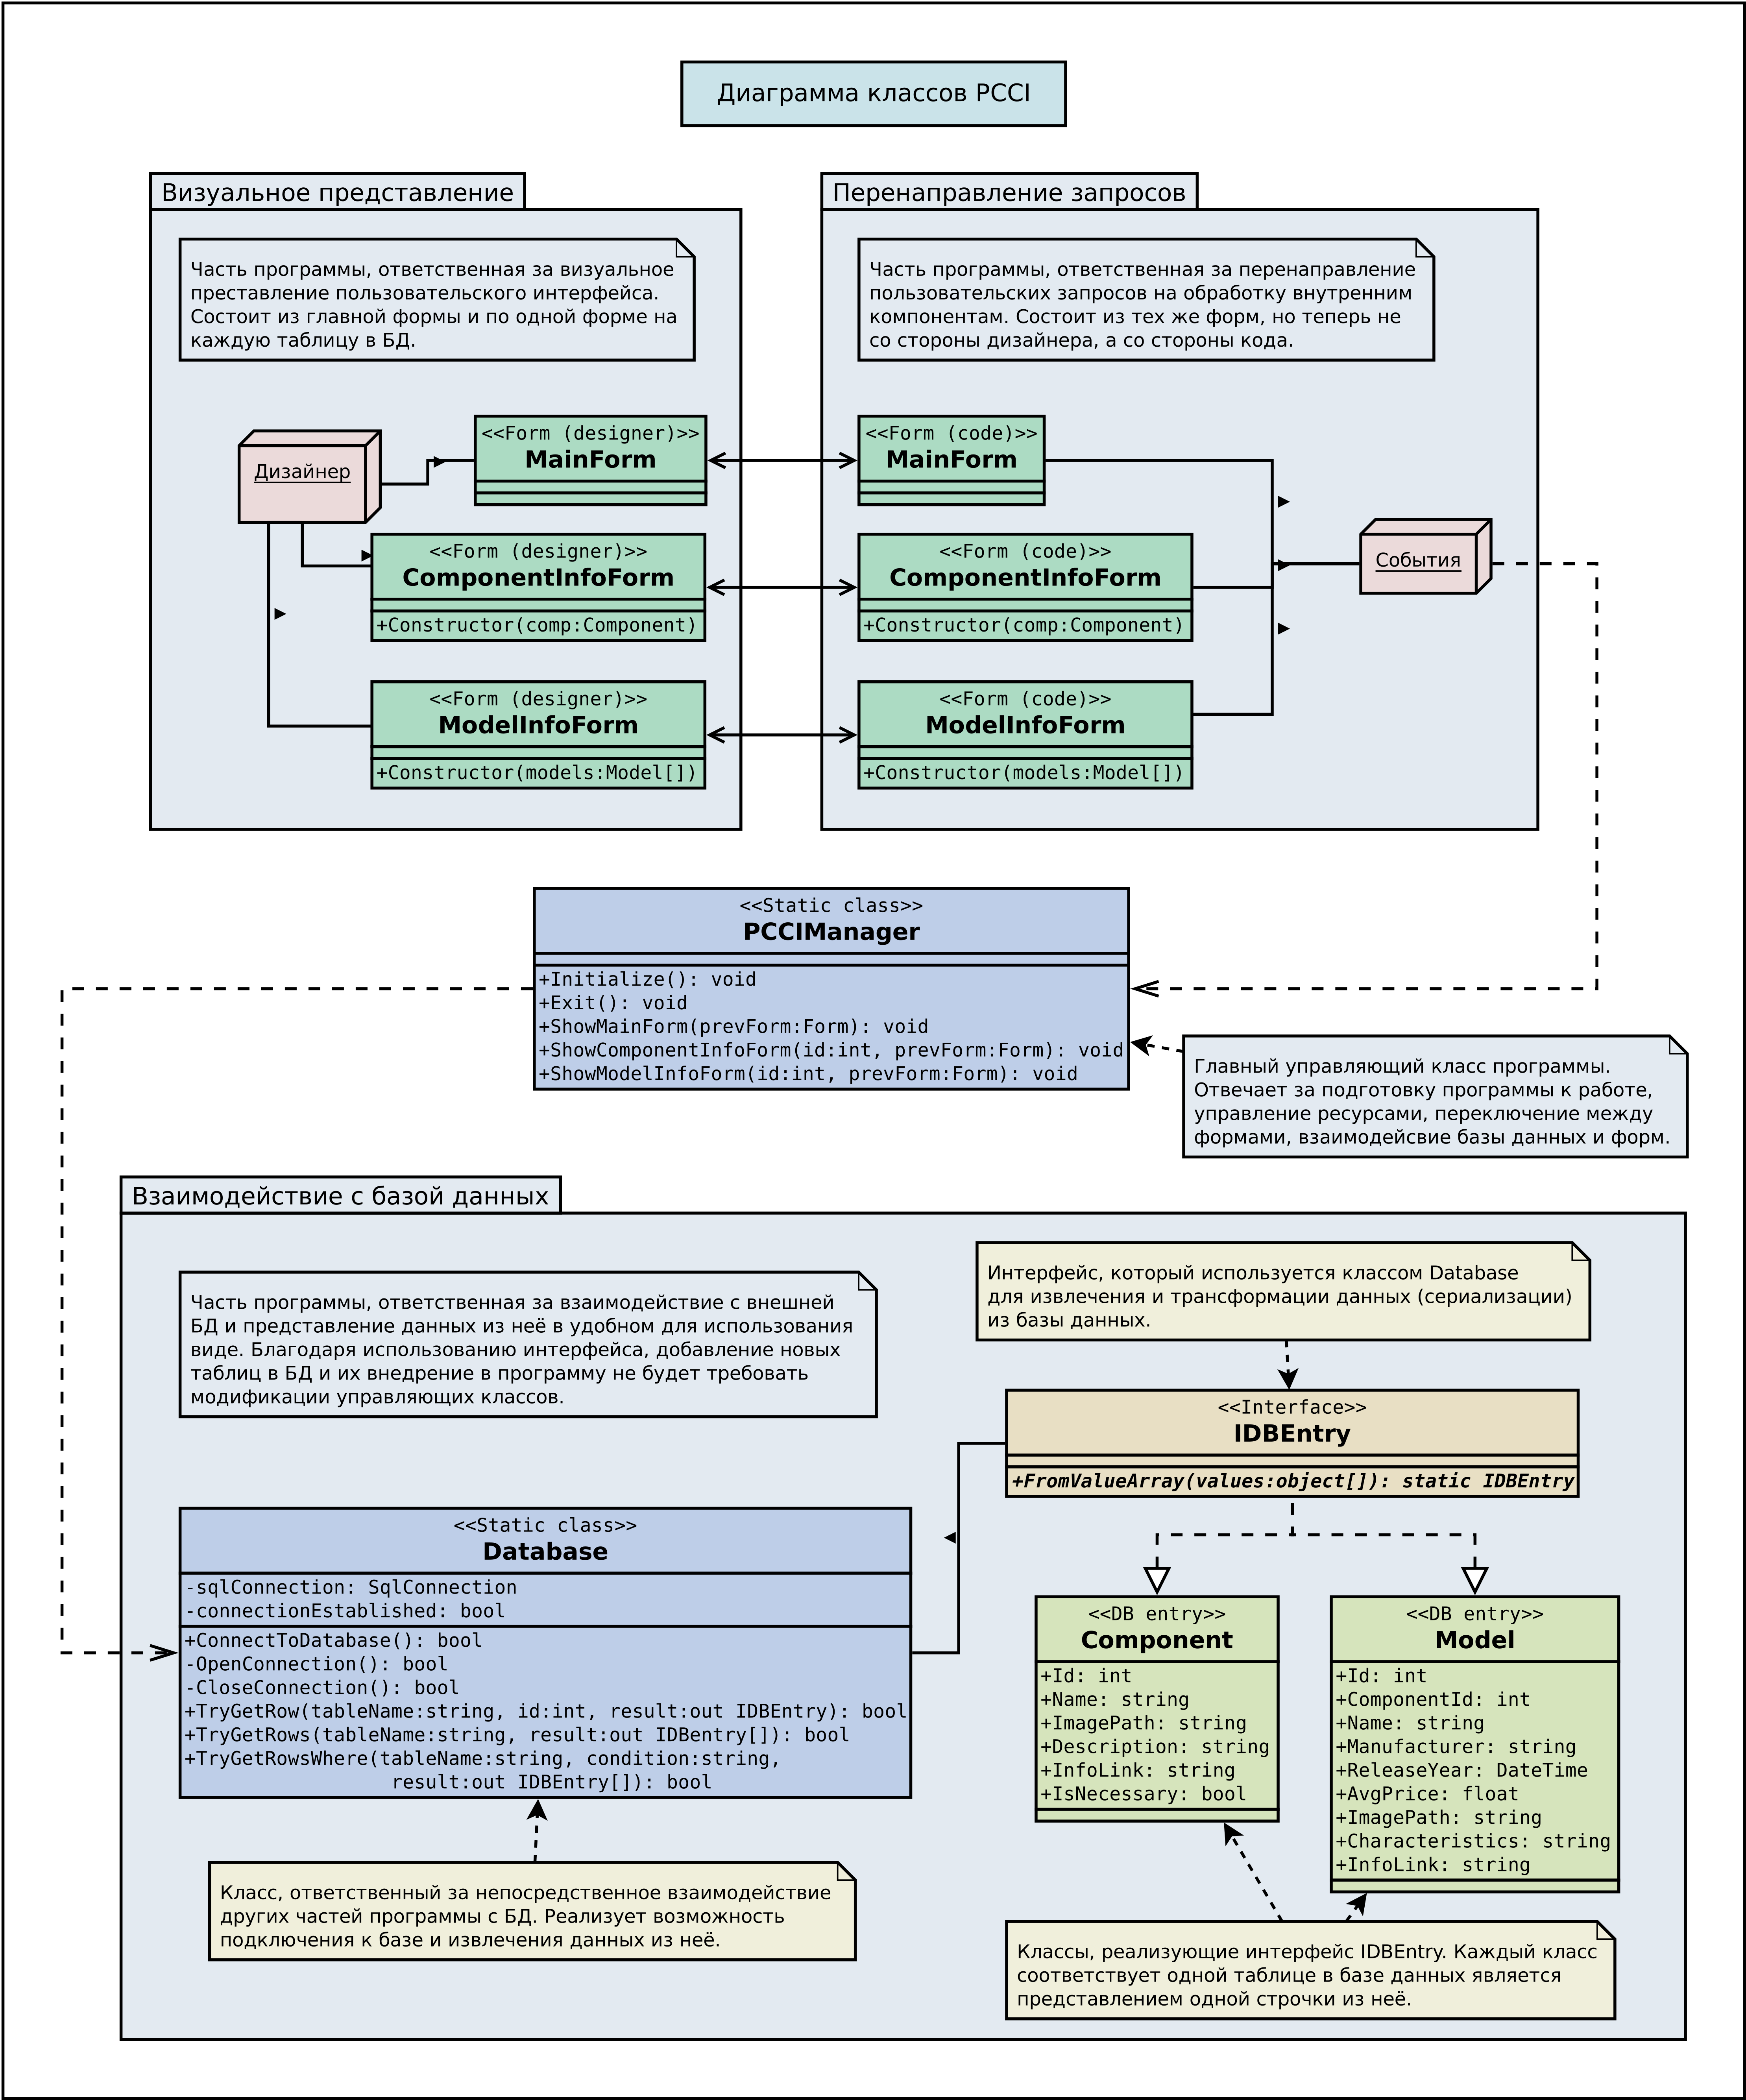 Диаграмма классов PCCI
Визуальное представление
Часть программы, ответственная за визуальное
преставление пользовательского интерфейса.
Состоит из главной формы и по одной форме на
каждую таблицу в БД.
Дизайнер
<<Form (designer)>>
MainForm
<<Form (designer)>>
ComponentInfoForm
+Constructor(comp:Component)
<<Form (designer)>>
ModelInfoForm
+Constructor(models:Model[])
Перенаправление запросов
Часть программы, ответственная за перенаправление
пользовательских запросов на обработку внутренним
компонентам. Состоит из тех же форм, но теперь не
со стороны дизайнера, а со стороны кода.
<<Form (code)>>
MainForm
<<Form (code)>>
ComponentInfoForm
+Constructor(comp:Component)
<<Form (code)>>
ModelInfoForm
+Constructor(models:Model[])
События
<<Static class>>
PCCIManager
+Initialize(): void
+Exit(): void
+ShowMainForm(prevForm:Form): void
+ShowComponentInfoForm(id:int, prevForm:Form): void
+ShowModelInfoForm(id:int, prevForm:Form): void
Главный управляющий класс программы.
Отвечает за подготовку программы к работе,
управление ресурсами, переключение между
формами, взаимодейсвие базы данных и форм.
Взаимодействие с базой данных
Часть программы, ответственная за взаимодействие с внешней
БД и представление данных из неё в удобном для использования
виде. Благодаря использованию интерфейса, добавление новых
таблиц в БД и их внедрение в программу не будет требовать
модификации управляющих классов.
Интерфейс, который используется классом Database
для извлечения и трансформации данных (сериализации)
из базы данных.
<<Interface>>
IDBEntry
+FromValueArray(values:object[]): static IDBEntry
<<Static class>>
Database
-sqlConnection: SqlConnection
-connectionEstablished: bool
+ConnectToDatabase(): bool
-OpenConnection(): bool
-CloseConnection(): bool
+TryGetRow(tableName:string, id:int, result:out IDBEntry): bool
+TryGetRows(tableName:string, result:out IDBentry[]): bool
+TryGetRowsWhere(tableName:string, condition:string,
result:out IDBEntry[]): bool
<<DB entry>>
Component
+Id: int
+Name: string
+ImagePath: string
+Description: string
+InfoLink: string
+IsNecessary: bool
<<DB entry>>
Model
+Id: int
+ComponentId: int
+Name: string
+Manufacturer: string
+ReleaseYear: DateTime
+AvgPrice: float
+ImagePath: string
+Characteristics: string
+InfoLink: string
Класс, ответственный за непосредственное взаимодействие
других частей программы с БД. Реализует возможность
подключения к базе и извлечения данных из неё.
Классы, реализующие интерфейс IDBEntry. Каждый класс
соответствует одной таблице в базе данных является
представлением одной строчки из неё.